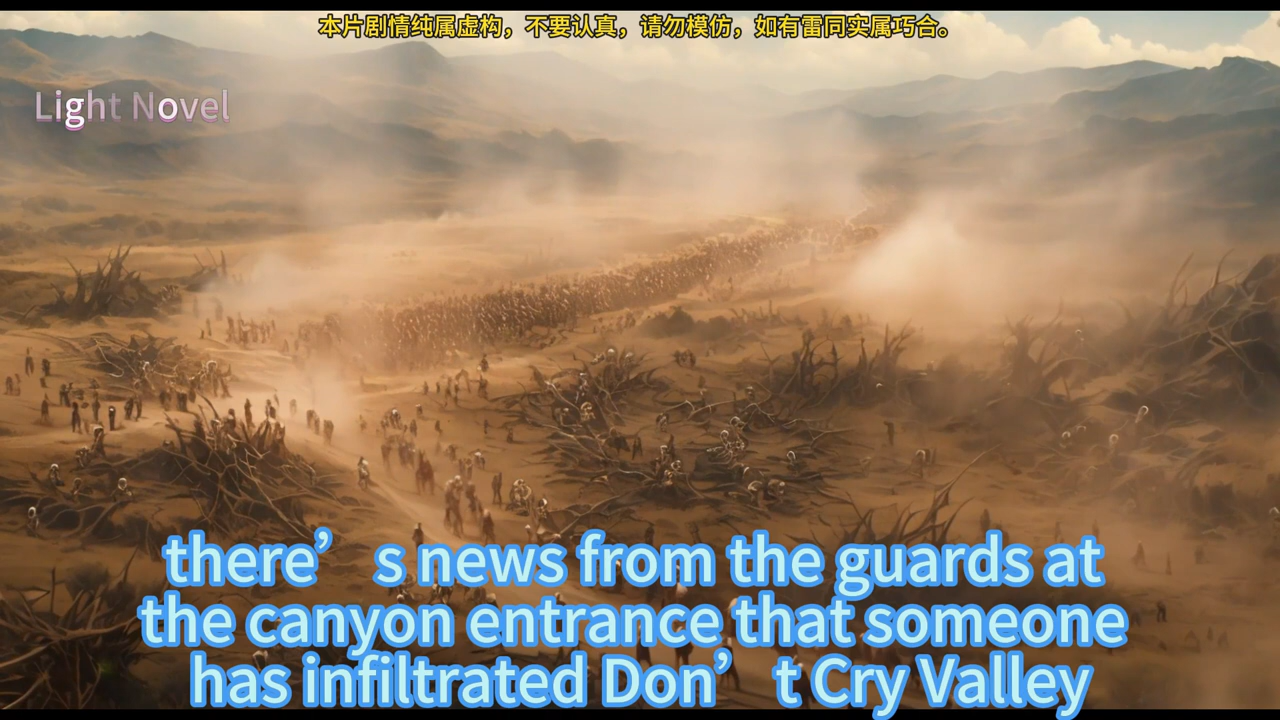 本片剧情纯属虚构，不要认真，请勿模仿，如有雷同实属巧合。
Light Novel
there’s news from the guards at
the canyon entrance that someone
has infiltrated Don’t Cry Valley